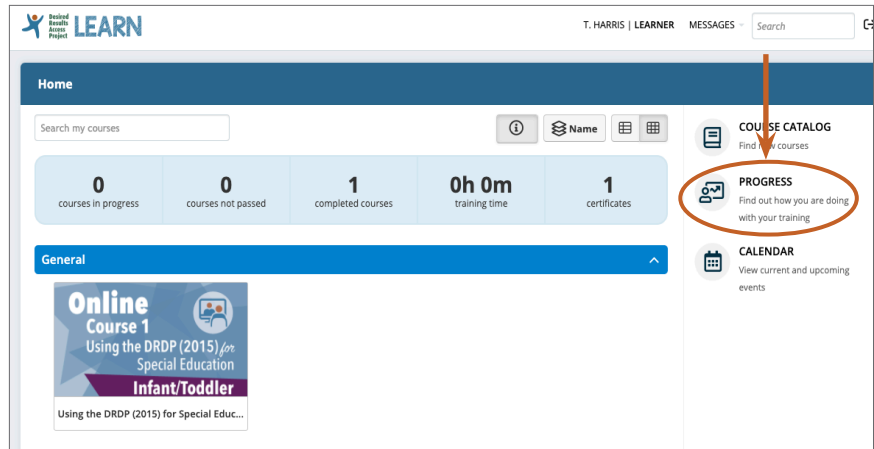 Desired
Results
Access
Project
LEARN
T. HARRIS | LEARNER
MESSAGES
Search
Home
Search my courses
Name
0
courses in progress
0
courses not passed
1
completed courses
0h 0m
training time
1
certificates
General
Online
Course 1
Using the DRDP (2015) for
Special Education
Infant/Toddler
Using the DRDP (2015) for Special Educ...
COURSE CATALOG
Find new courses
PROGRESS
Find out how you are doing
with your training
CALENDAR
View current and upcoming
events